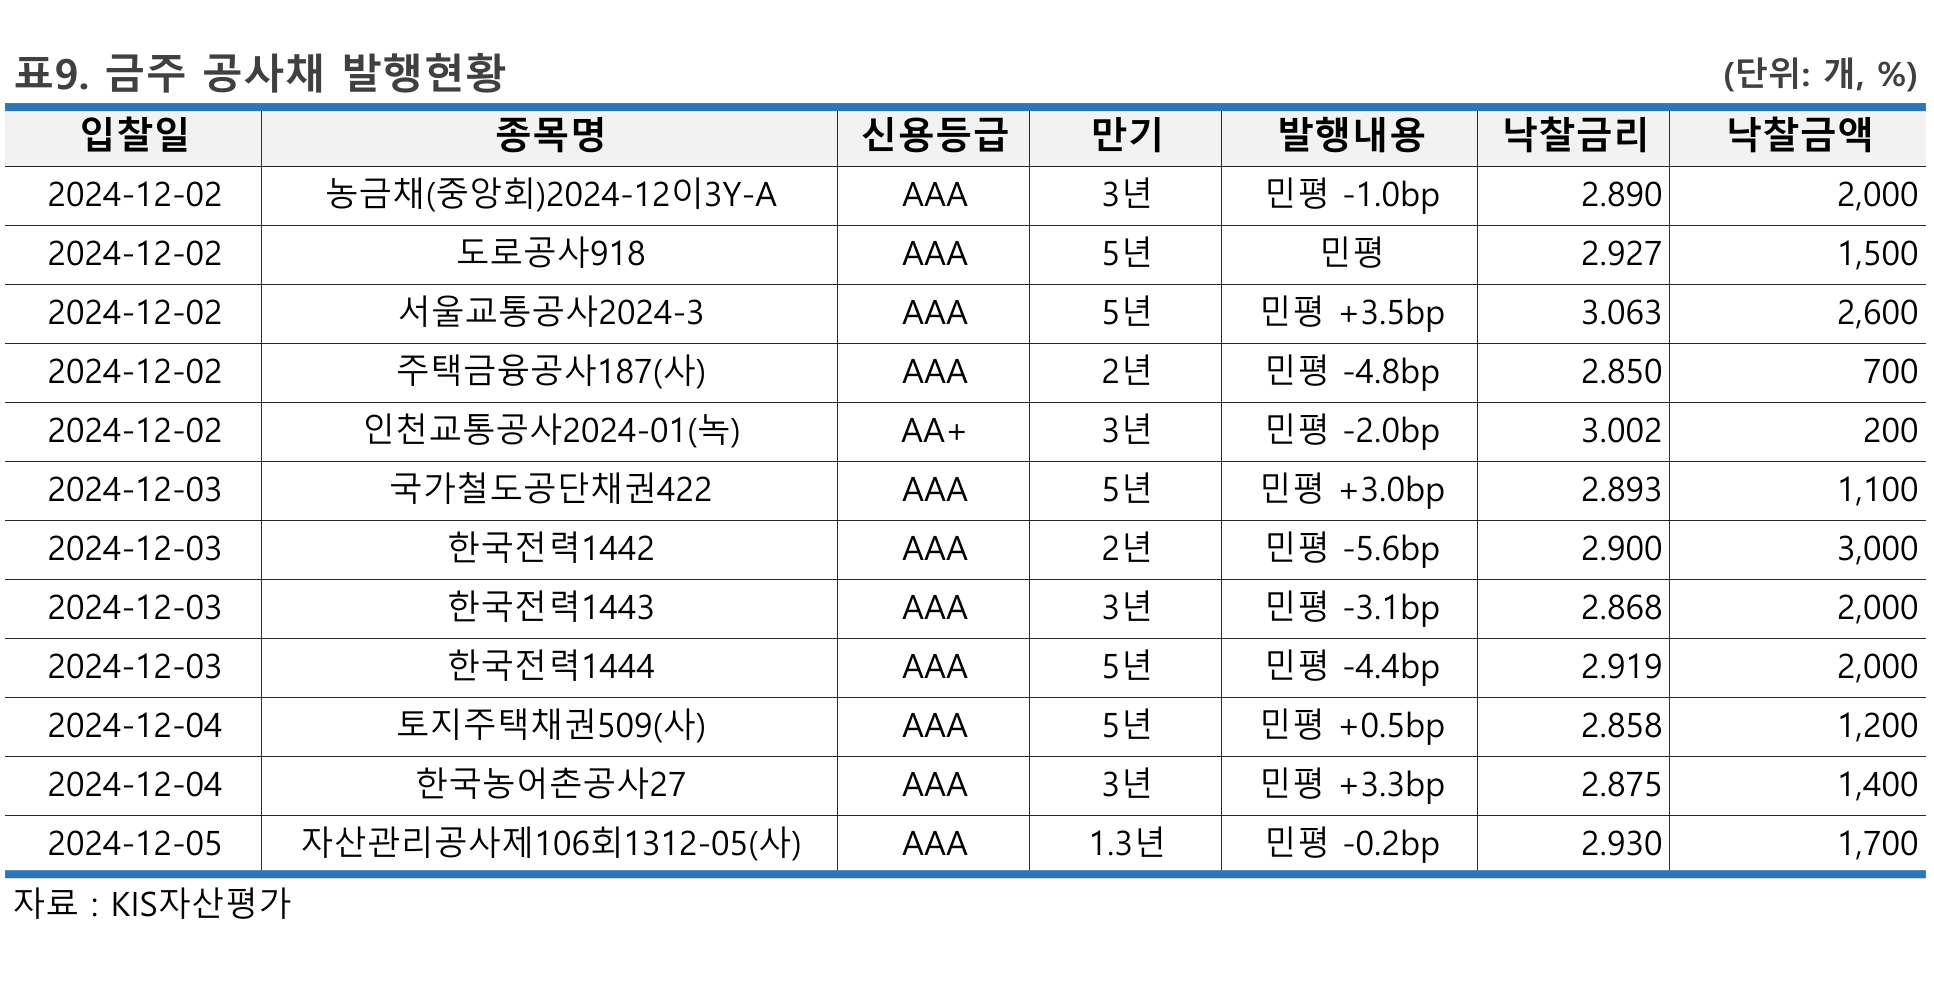 표9. 금주 공사채 발행현황 (단위: 개, %)
입찰일 종목명 신용등급 만기 발행내용 낙찰금리 낙찰금액
2024-12-02 농금채(중앙회)2024-12이3Y-A AAA 3년 민평 -1.0bp 2.890 2,000
2024-12-02 도로공사918 AAA 5년 민평 2.927 1,500
2024-12-02 서울교통공사2024-3 AAA 5년 민평 +3.5bp 3.063 2,600
2024-12-02 주택금융공사187(사) AAA 2년 민평 -4.8bp 2.850 700
2024-12-02 인천교통공사2024-01(녹) AA+ 3년 민평 -2.0bp 3.002 200
2024-12-03 국가철도공단채권422 AAA 5년 민평 +3.0bp 2.893 1,100
2024-12-03 한국전력1442 AAA 2년 민평 -5.6bp 2.900 3,000
2024-12-03 한국전력1443 AAA 3년 민평 -3.1bp 2.868 2,000
2024-12-03 한국전력1444 AAA 5년 민평 -4.4bp 2.919 2,000
2024-12-04 토지주택채권509(사) AAA 5년 민평 +0.5bp 2.858 1,200
2024-12-04 한국농어촌공사27 AAA 3년 민평 +3.3bp 2.875 1,400
2024-12-05 자산관리공사제106회1312-05(사) AAA 1.3년 민평 -0.2bp 2.930 1,700
자료 : KIS자산평가